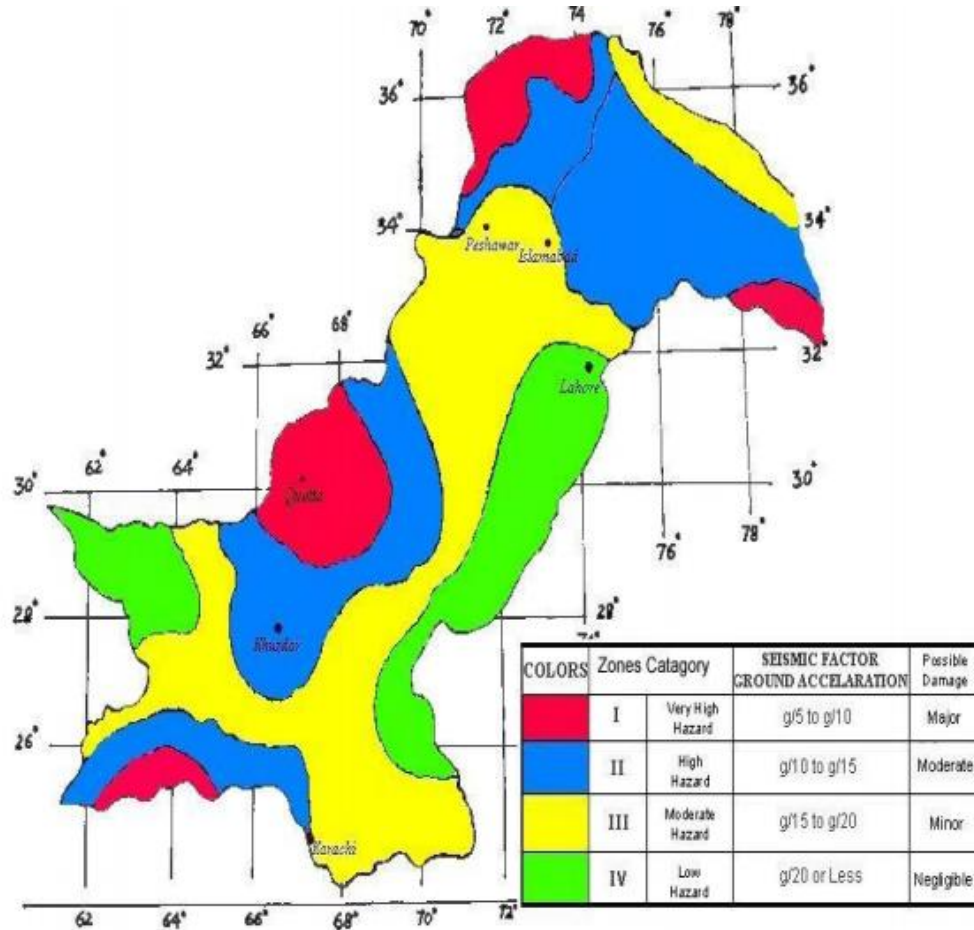 70° 72° 74° 76° 78°
36° 36°
34° 34°
Peshawar
Islamabad
66° 68°
32° 32°
Lahore
62° 64°
30° 30°
Quetta
76° 78°
28° 28°
Khuzdar
COLORS Zones Catagory SEISMIC FACTOR GROUND ACCELARATION Possible Damage
I Very High Hazard g/5 to g/10 Major
26°
II High Hazard g/10 to g/15 Moderate
III Moderate Hazard g/15 to g/20 Minor
Karachi
IV Low Hazard g/20 or Less Negligible
62° 64° 66° 68° 70° 72°